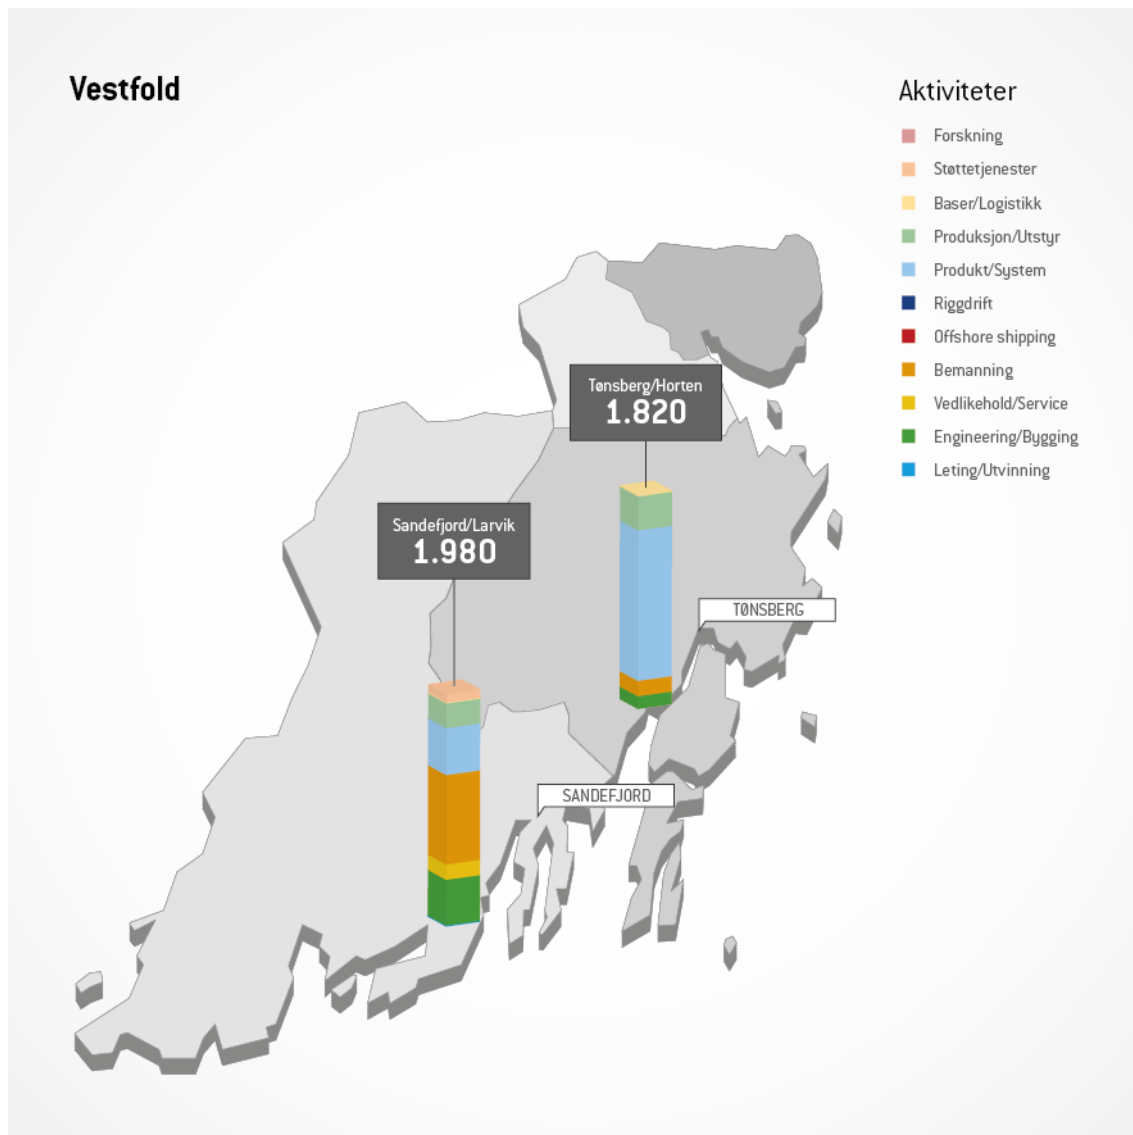 Vestfold
Aktiviteter
Forskning
Støttetjenester
Baser/Logistikk
Produksjon/Utstyr
Produkt/System
Riggdrift
Offshore shipping
Bemanning
Vedlikehold/Service
Engineering/Bygging
Leting/Utvinning
Tønsberg/Horten
1.820
Sandefjord/Larvik
1.980
TØNSBERG
SANDEFJORD